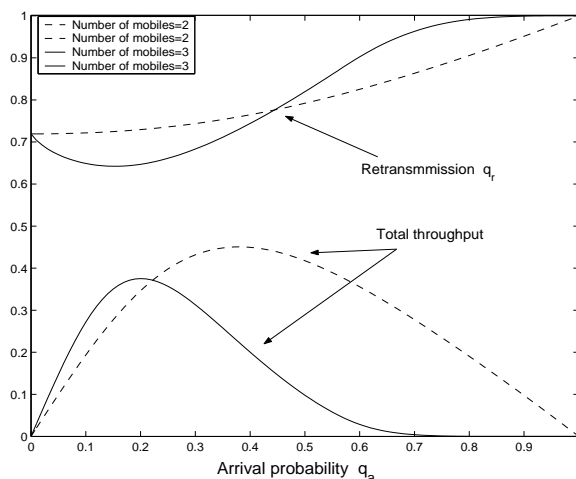 Number of mobiles=2
Number of mobiles=2
Number of mobiles=3
Number of mobiles=3
1
0.9
0.8
0.7
0.6
0.5
0.4
0.3
0.2
0.1
0
Retransmmission q_r
Total throughput
0 0.1 0.2 0.3 0.4 0.5 0.6 0.7 0.8 0.9
Arrival probability q_a